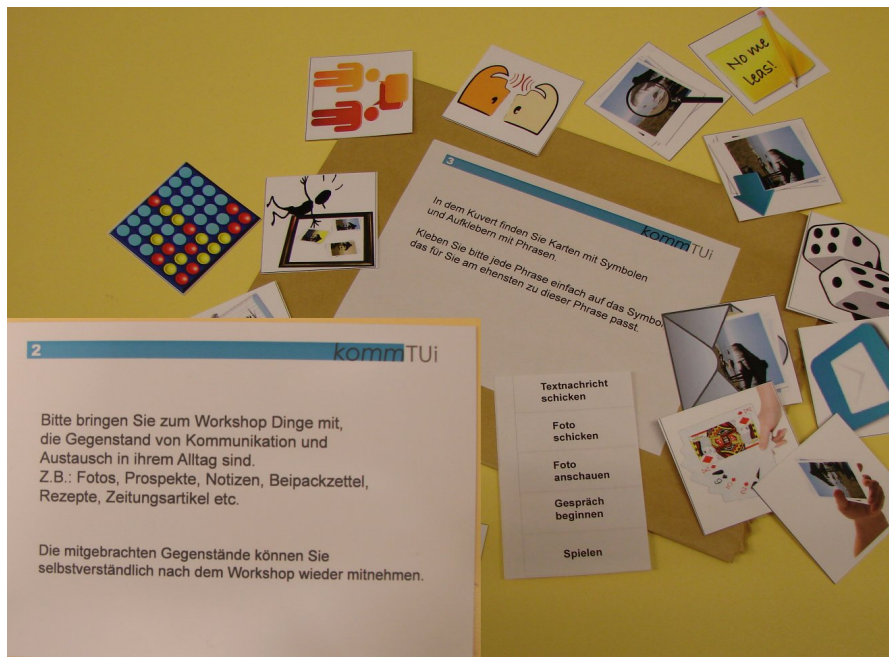 No me
leas!
3
kommTUi
In dem Kuvert finden Sie Karten mit Symbolen
und Aufklebern mit Phrasen.
Kleben Sie bitte jede Phrase einfach auf das Symbol
das für Sie am ehensten zu dieser Phrase passt.
2
kommTUi
Bitte bringen Sie zum Workshop Dinge mit,
die Gegenstand von Kommunikation und
Austausch in ihrem Alltag sind.
Z.B.: Fotos, Prospekte, Notizen, Beipackzettel,
Rezepte, Zeitungsartikel etc.
Die mitgebrachten Gegenstände können Sie
selbstverständlich nach dem Workshop wieder mitnehmen.
Textnachricht
schicken
Foto
schicken
Foto
anschauen
Gespräch
beginnen
Spielen